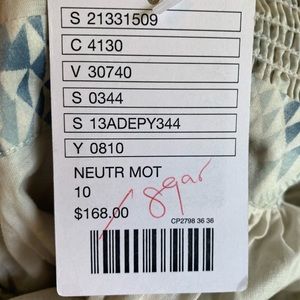 S 21331509
C 4130
V 30740
S 0344
S 13ADEPY344
Y 0810
NEUTR MOT
10
$168.00
CP2798 36 36